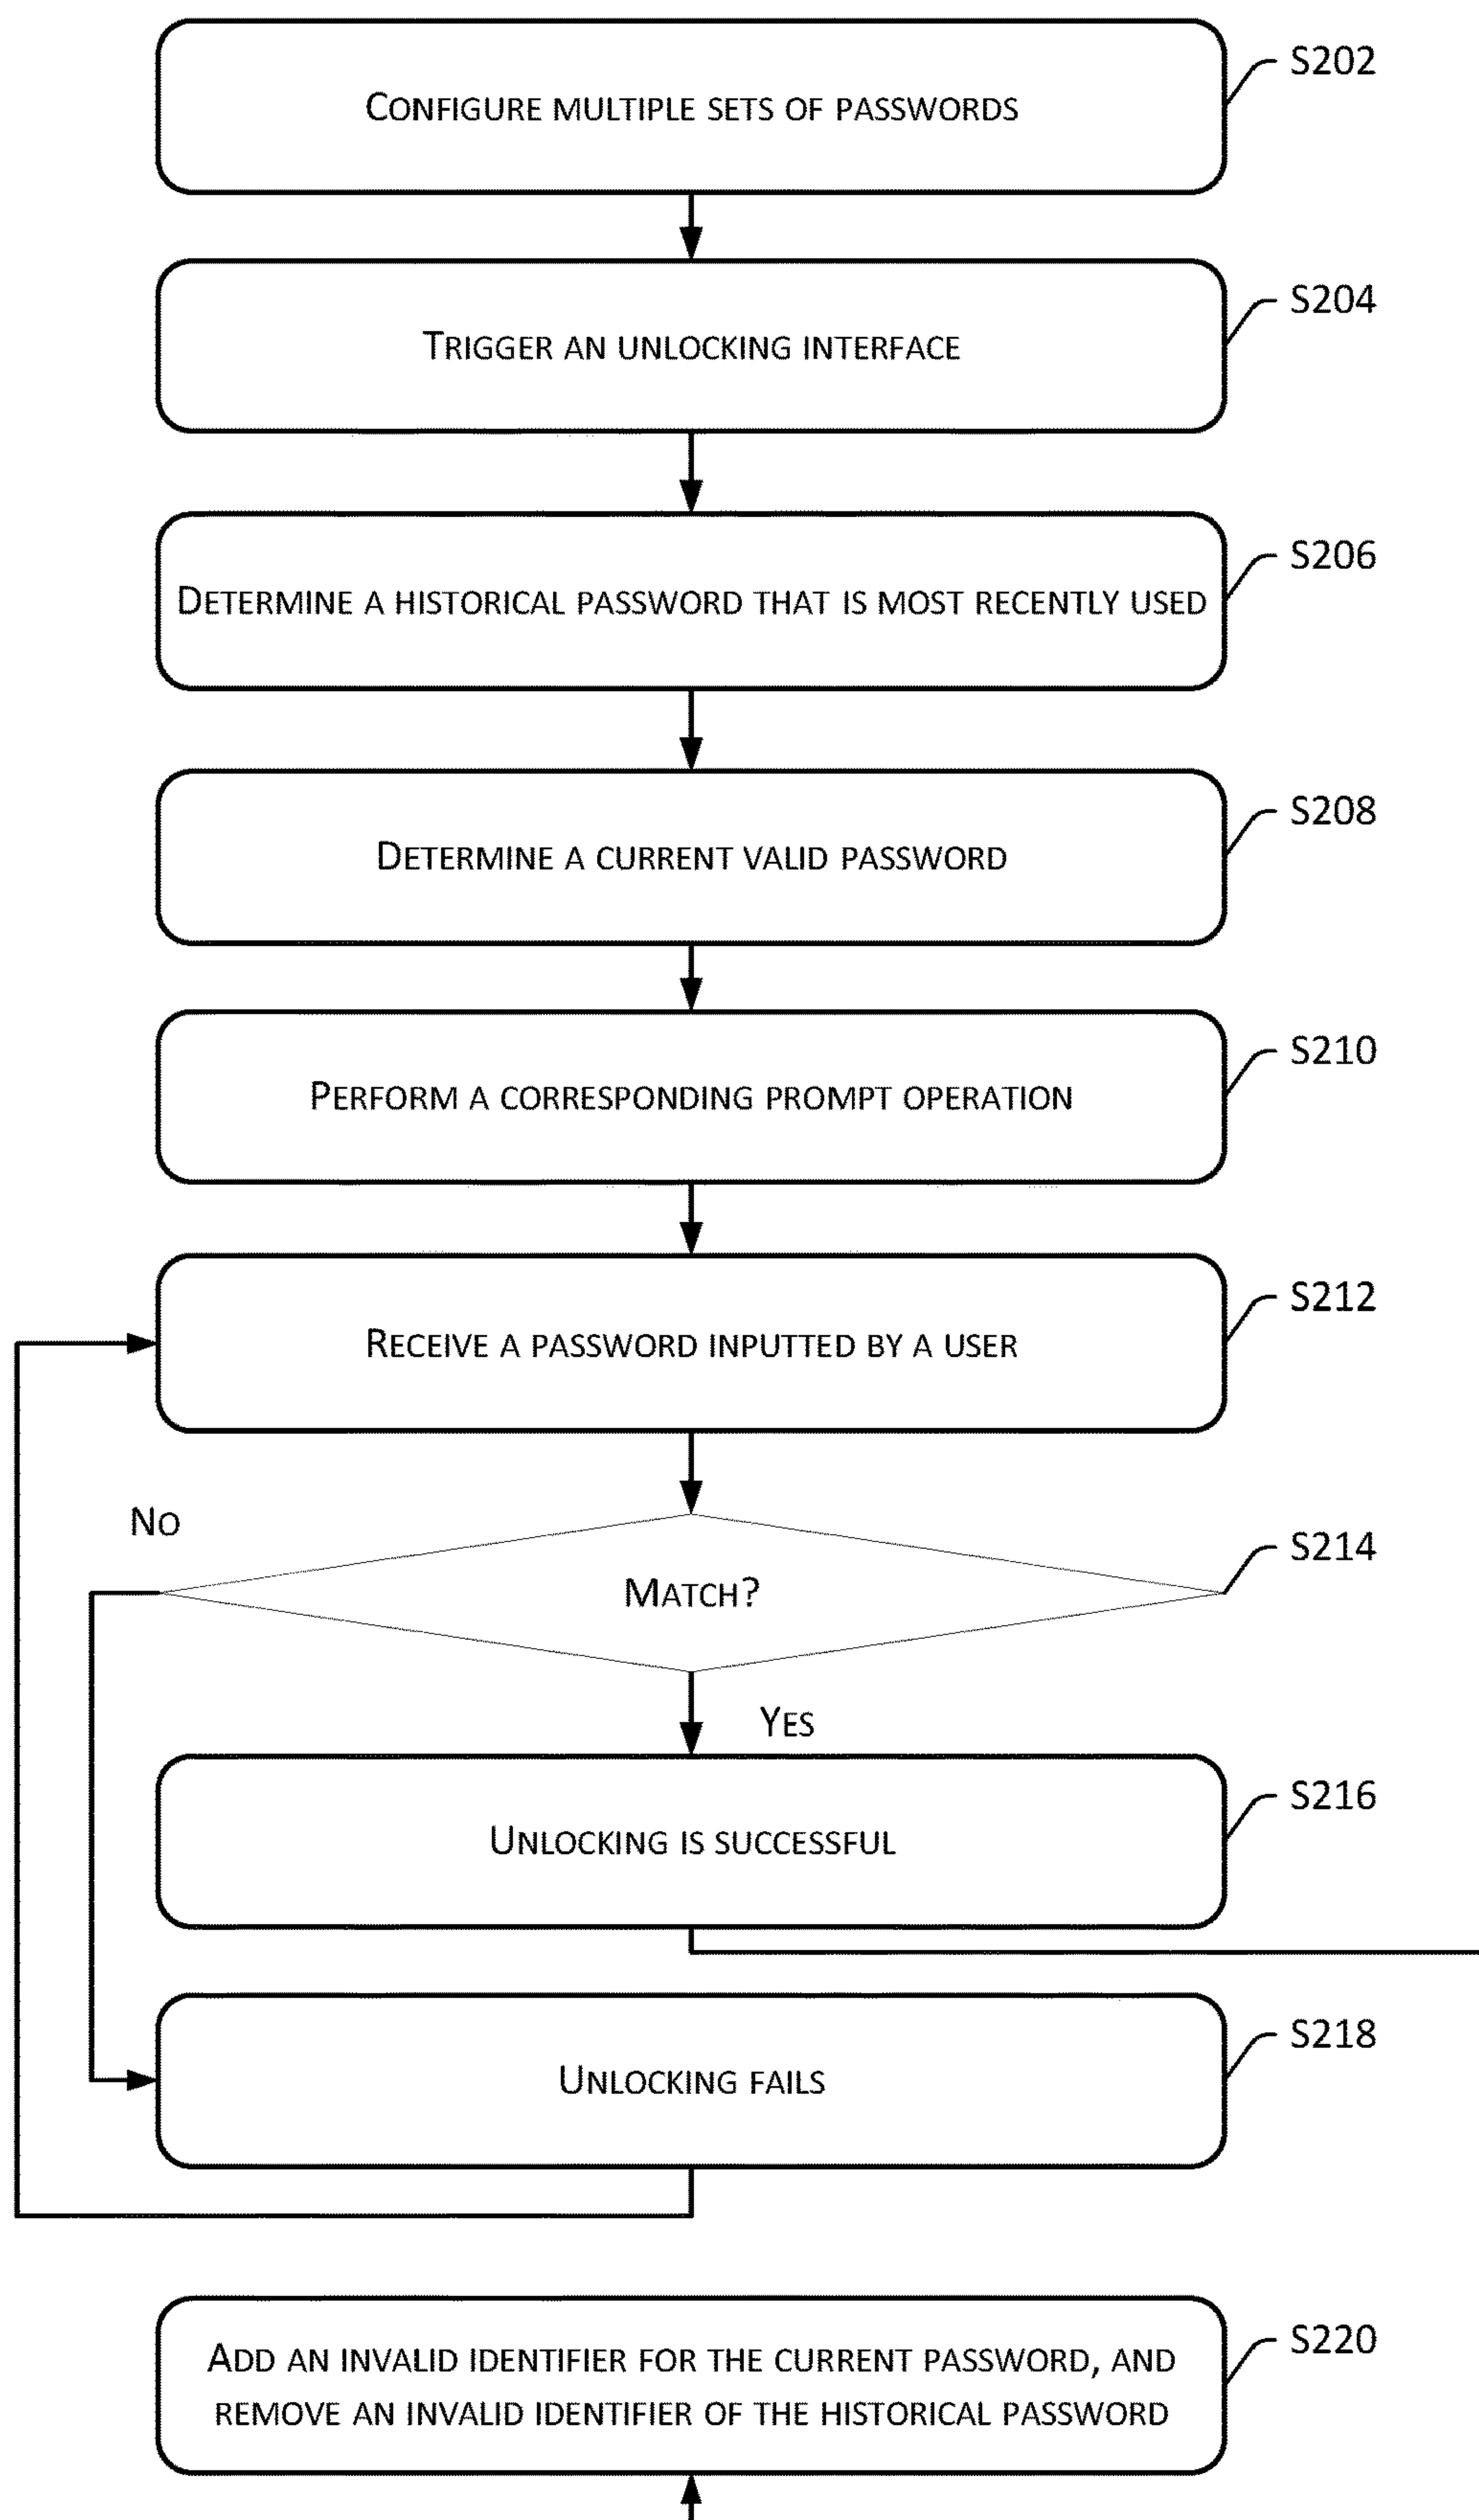 Configure multiple sets of passwords
S202
Trigger an unlocking interface
S204
Determine a historical password that is most recently used
S206
Determine a current valid password
S208
Perform a corresponding prompt operation
S210
Receive a password inputted by a user
S212
No
Match?
S214
Yes
Unlocking is successful
S216
Unlocking fails
S218
Add an invalid identifier for the current password, and
remove an invalid identifier of the historical password
S220